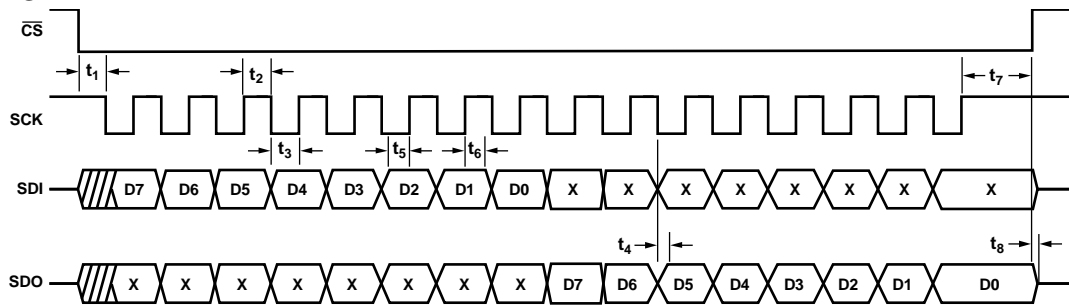 CS
t1 t2 t7
SCK
t3 t5 t6
SDI D7 D6 D5 D4 D3 D2 D1 D0 X X X X X X X X
t4 t8
SDO X X X X X X X X D7 D6 D5 D4 D3 D2 D1 D0